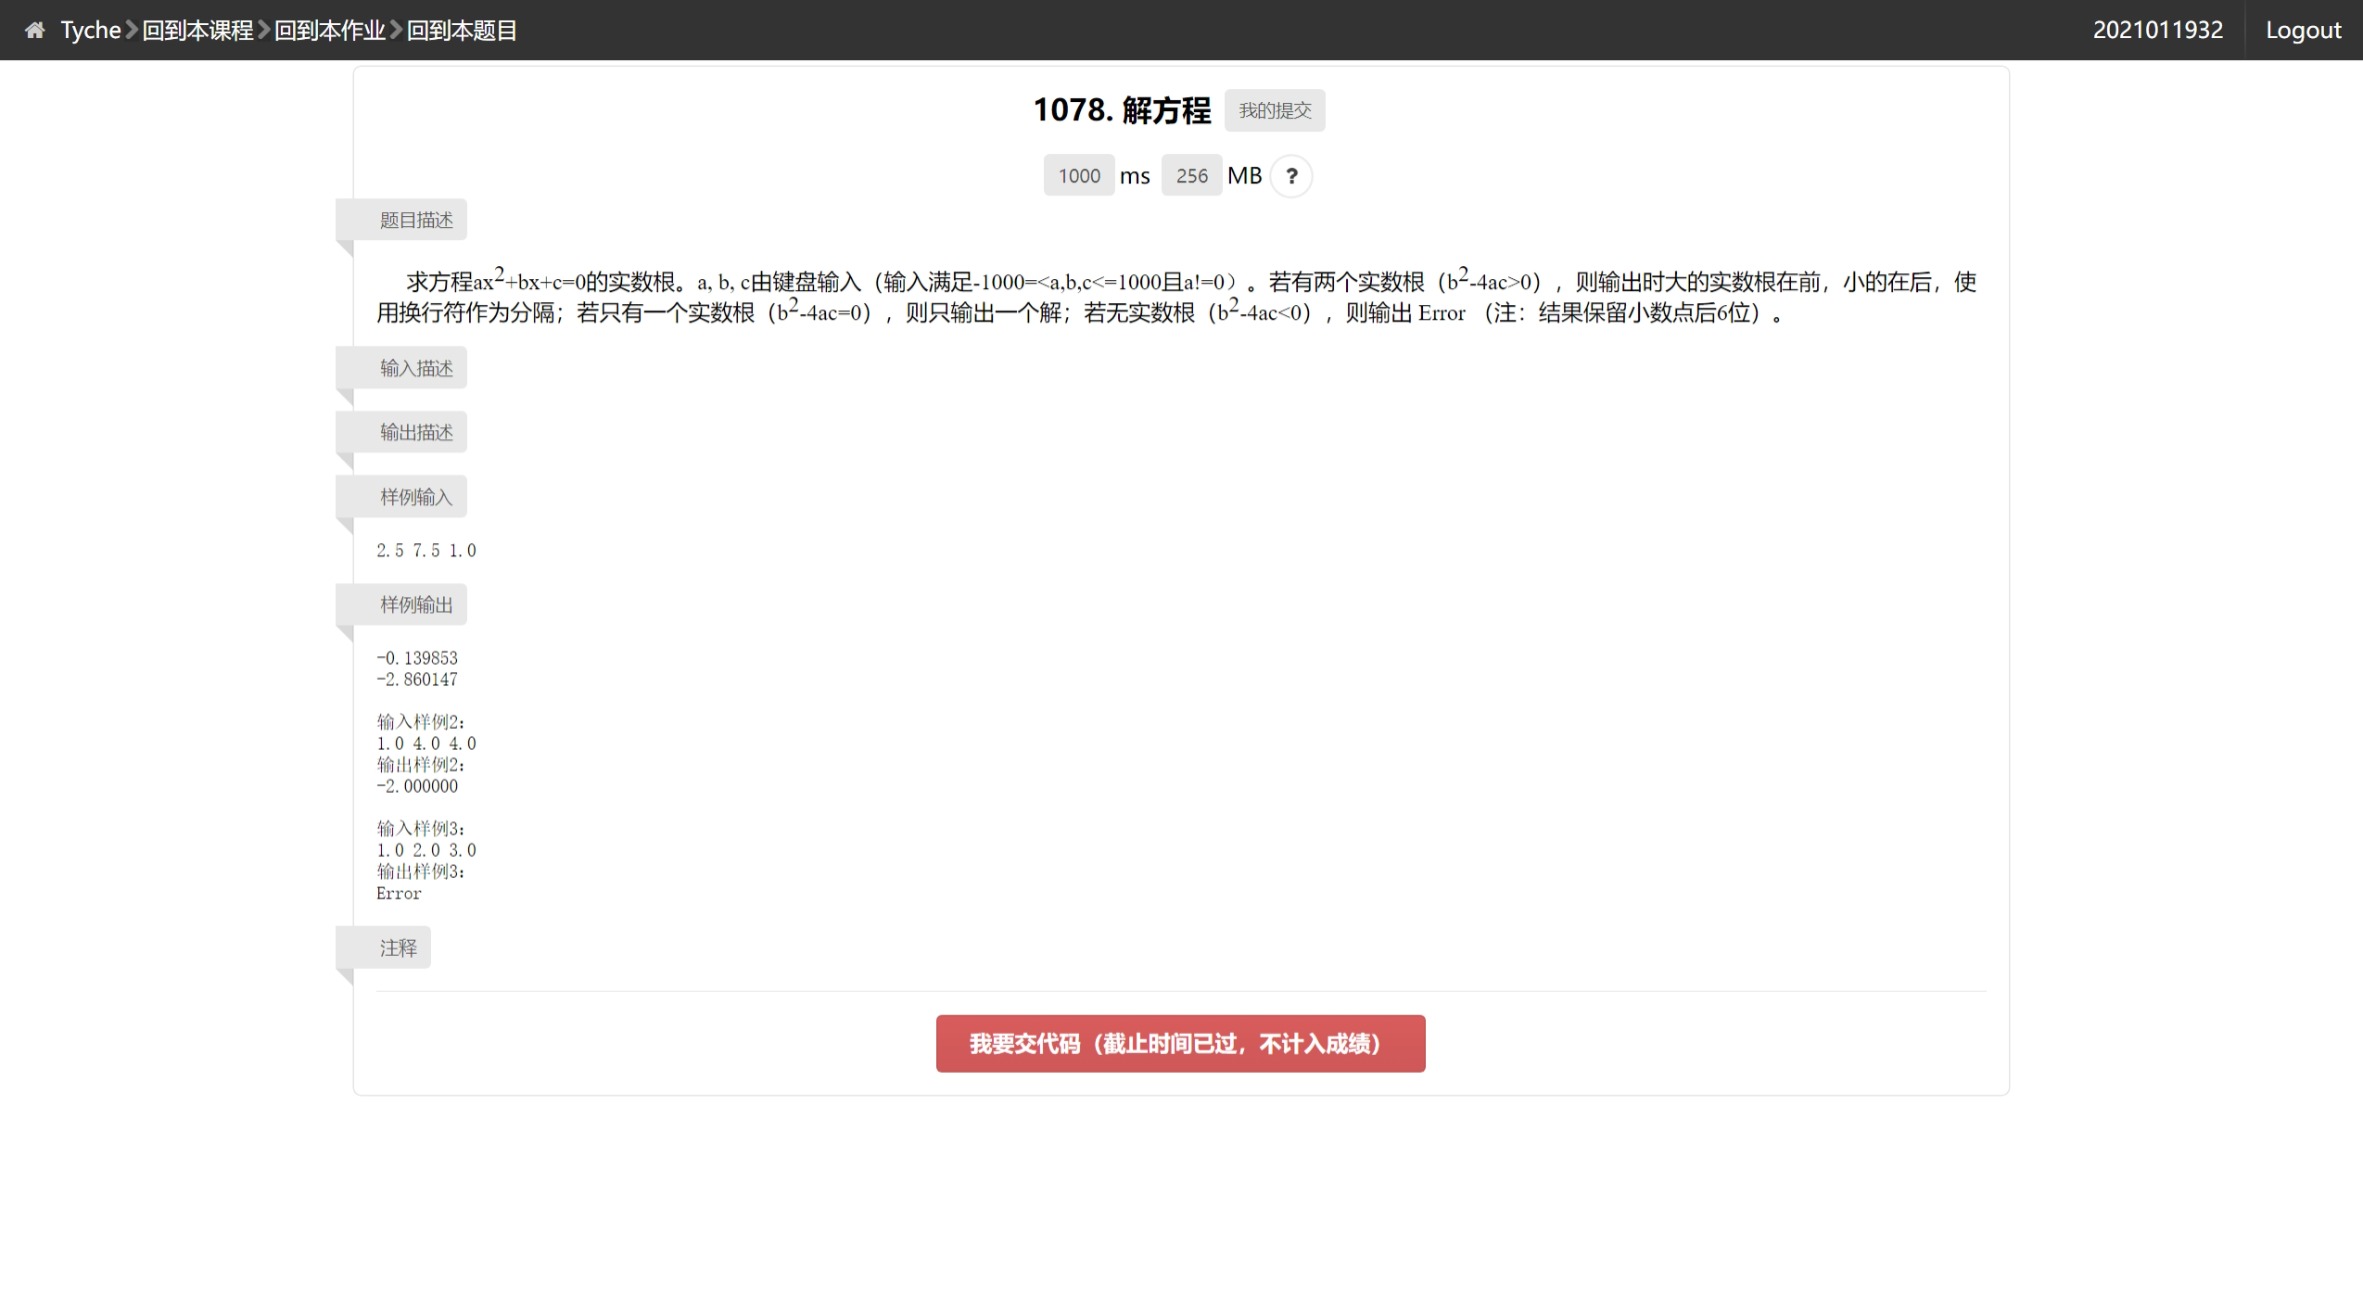 Tyche 回到本课程 回到本作业 回到本题目 2021011932 Logout
1078. 解方程 我的提交
1000 ms 256 MB ?
题目描述
求方程ax2+bx+c=0的实数根。a, b, c由键盘输入（输入满足-1000=<a,b,c<=1000且a!=0）。若有两个实数根（b2-4ac>0），则输出时大的实数根在前，小的在后，使
用换行符作为分隔；若只有一个实数根（b2-4ac=0），则只输出一个解；若无实数根（b2-4ac<0），则输出 Error （注：结果保留小数点后6位）。
输入描述
输出描述
样例输入
2.5 7.5 1.0
样例输出
-0.139853
-2.860147
输入样例2：
1.0 4.0 4.0
输出样例2：
-2.000000
输入样例3：
1.0 2.0 3.0
输出样例3：
Error
注释
我要交代码（截止时间已过，不计入成绩）